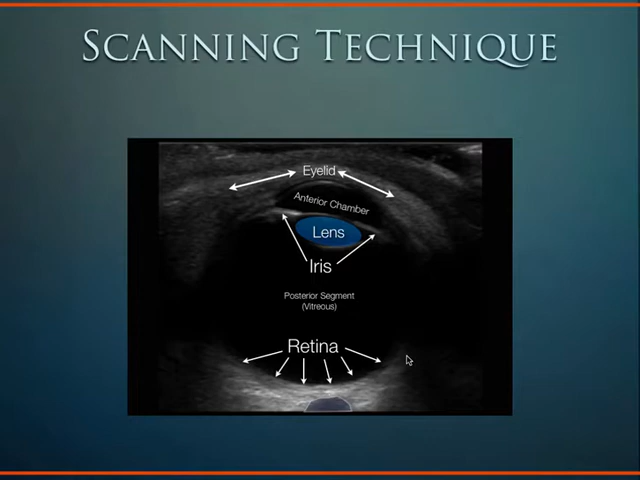 SCANNING TECHNIQUE
Eyelid
Anterior Chamber
Lens
Iris
Posterior Segment
(Vitreous)
Retina